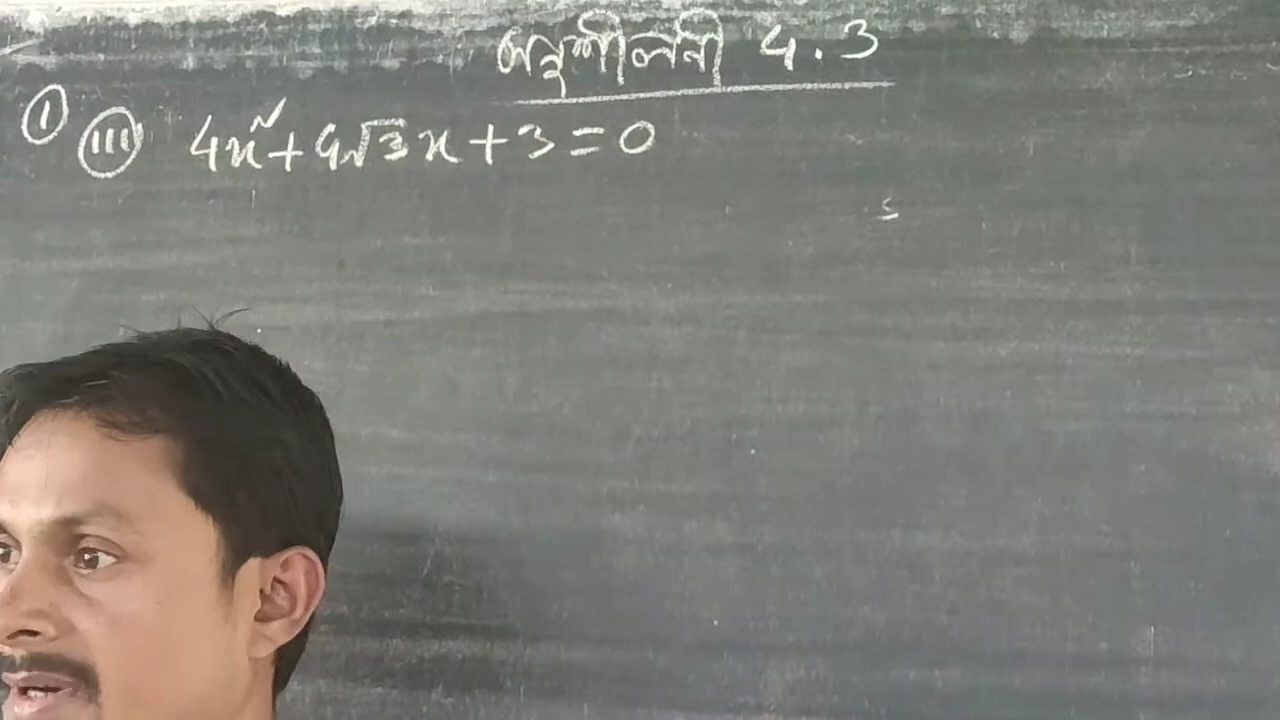 অনুশীলনী 4.3
① ⅲ 4x² + 4√3x + 3 = 0